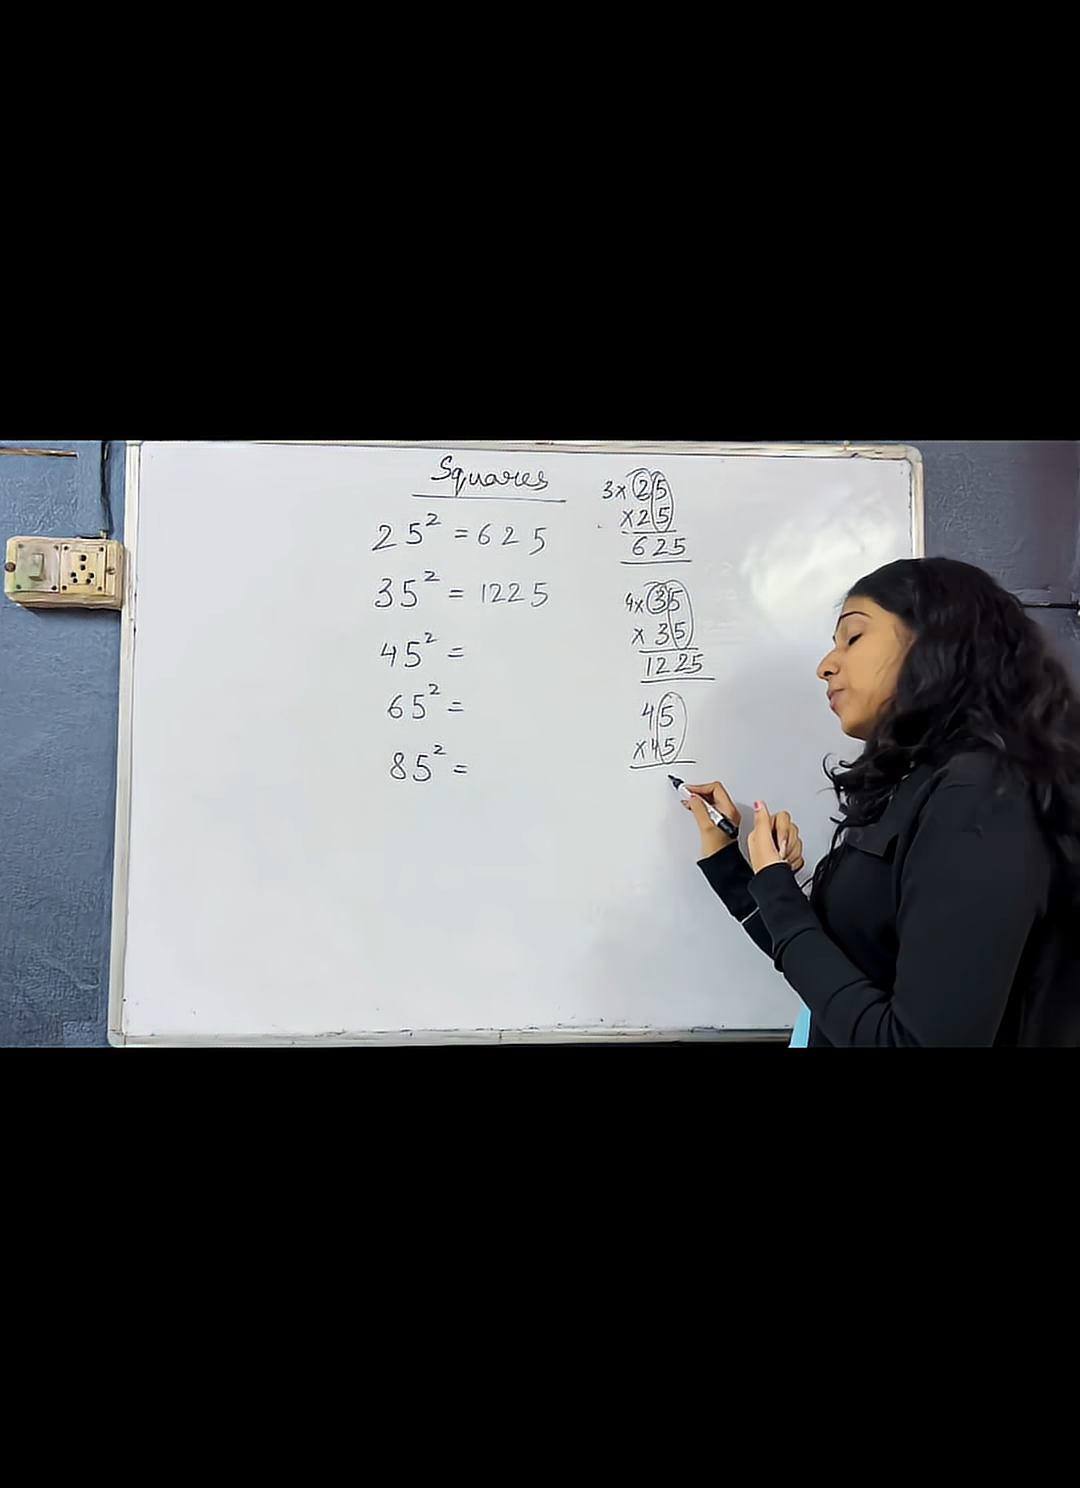 Squares
25² = 625
35² = 1225
45² =
65² =
85² =
3 x 25
x 25
625
4 x 35
x 35
1225
45
x 45